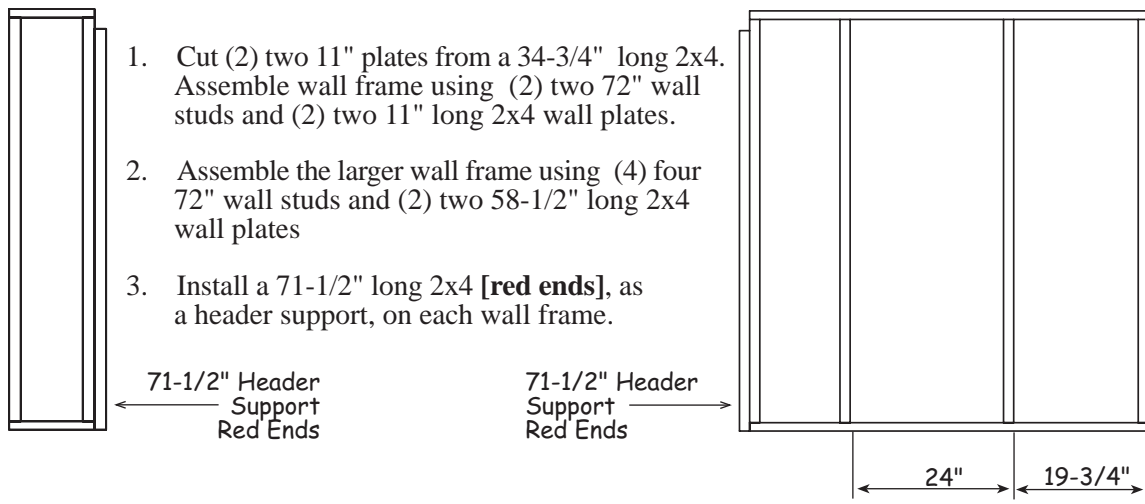 1. Cut (2) two 11" plates from a 34-3/4" long 2x4.
Assemble wall frame using (2) two 72" wall
studs and (2) two 11" long 2x4 wall plates.
2. Assemble the larger wall frame using (4) four
72" wall studs and (2) two 58-1/2" long 2x4
wall plates
3. Install a 71-1/2" long 2x4 [red ends], as
a header support, on each wall frame.
71-1/2" Header
Support
Red Ends
71-1/2" Header
Support
Red Ends
24"
19-3/4"